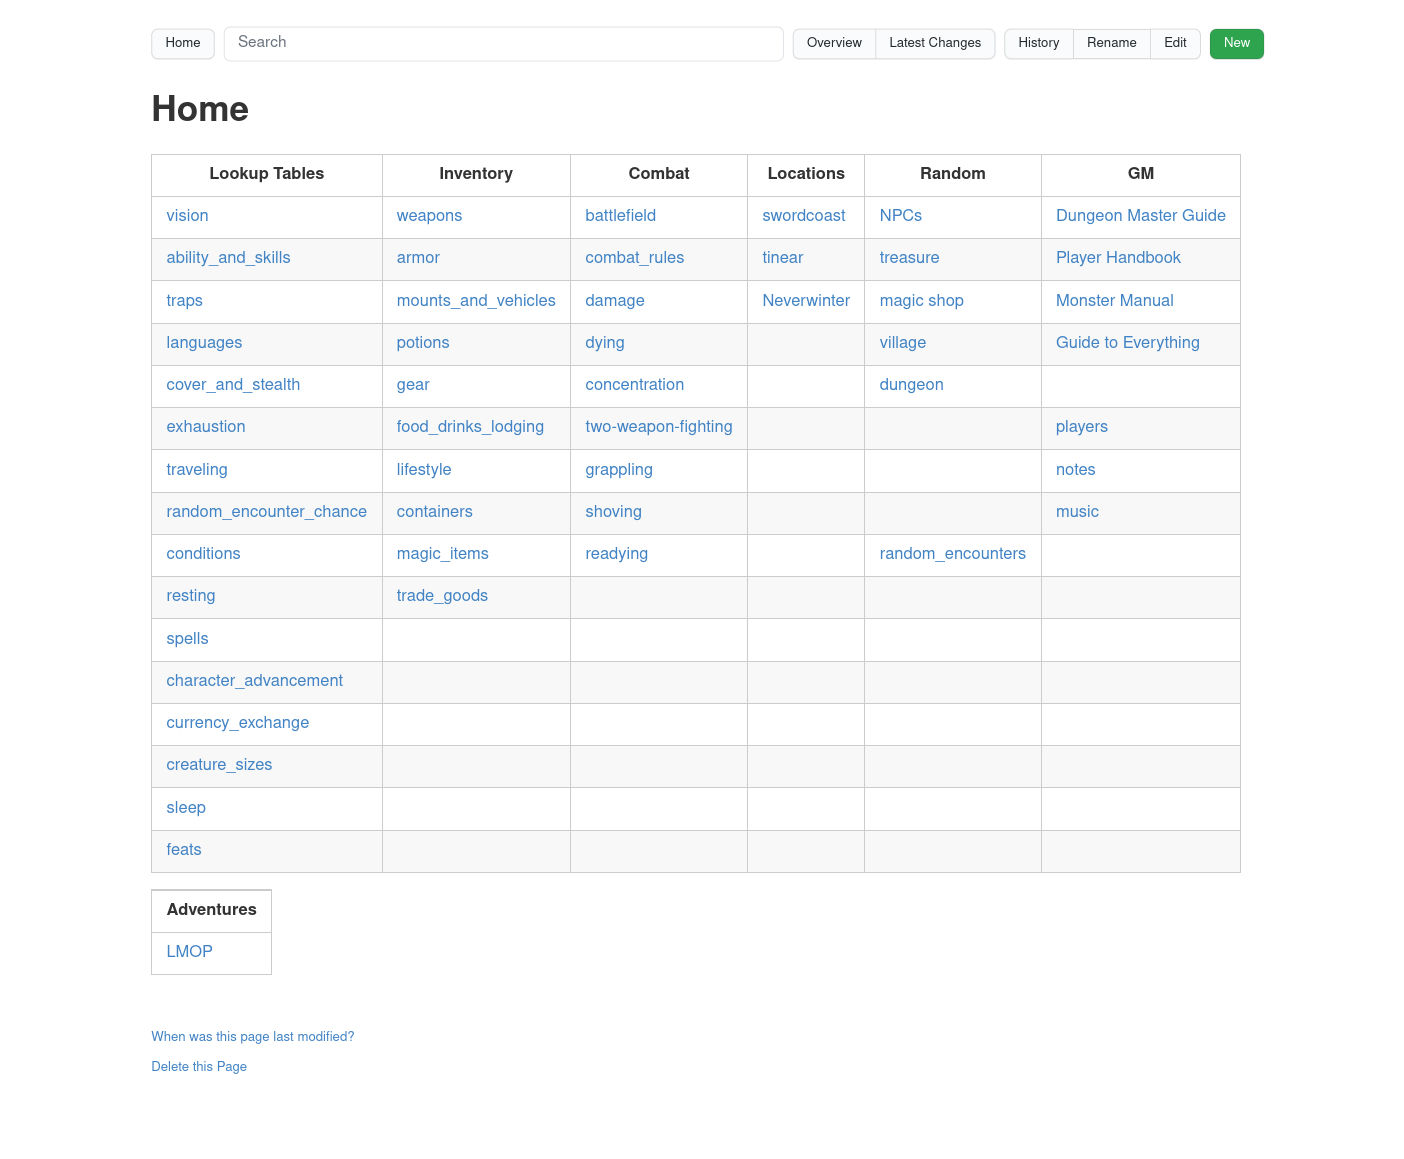 Home Search Overview Latest Changes History Rename Edit New
Home
Lookup Tables Inventory Combat Locations Random GM
vision weapons battlefield swordcoast NPCs Dungeon Master Guide
ability_and_skills armor combat_rules tinear treasure Player Handbook
traps mounts_and_vehicles damage Neverwinter magic shop Monster Manual
languages potions dying village Guide to Everything
cover_and_stealth gear concentration dungeon
exhaustion food_drinks_lodging two-weapon-fighting players
traveling lifestyle grappling notes
random_encounter_chance containers shoving music
conditions magic_items readying random_encounters
resting trade_goods
spells
character_advancement
currency_exchange
creature_sizes
sleep
feats
Adventures
LMOP
When was this page last modified?
Delete this Page